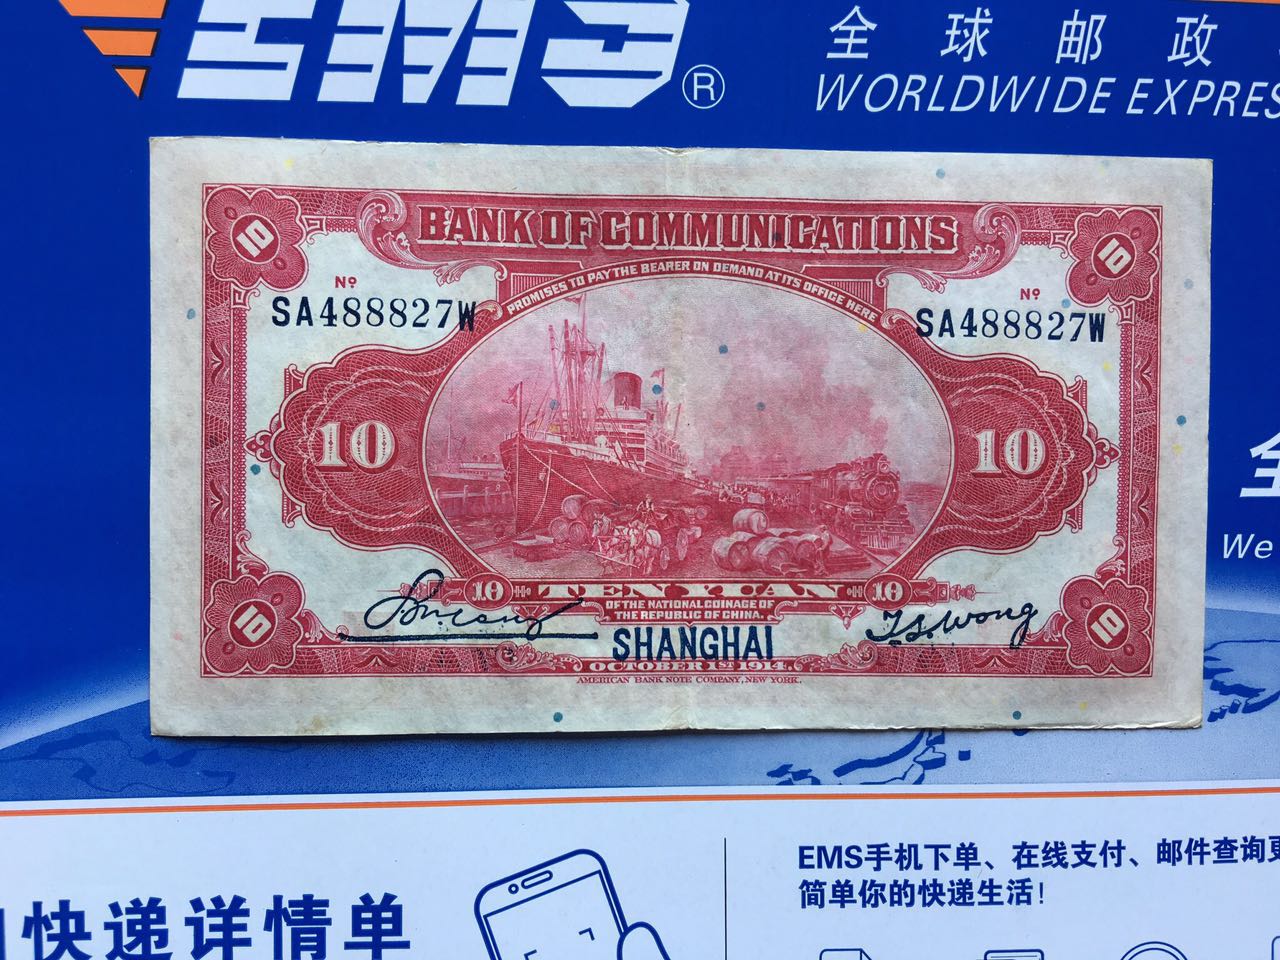 EMS®
全球邮政
WORLDWIDE EXPRES
10 BANK OF COMMUNICATIONS 10
PROMISES TO PAY THE BEARER ON DEMAND AT ITS OFFICE HERE
Nº Nº
SA488827W SA488827W
10 10
10 TEN YUAN 10
OF THE NATIONAL COINAGE OF
THE REPUBLIC OF CHINA.
10 T.S. Wong 10
SHANGHAI
OCTOBER 1ST 1914.
AMERICAN BANK NOTE COMPANY, NEW YORK.
全
We
EMS手机下单、在线支付、邮件查询更
简单你的快递生活!
快递详情单